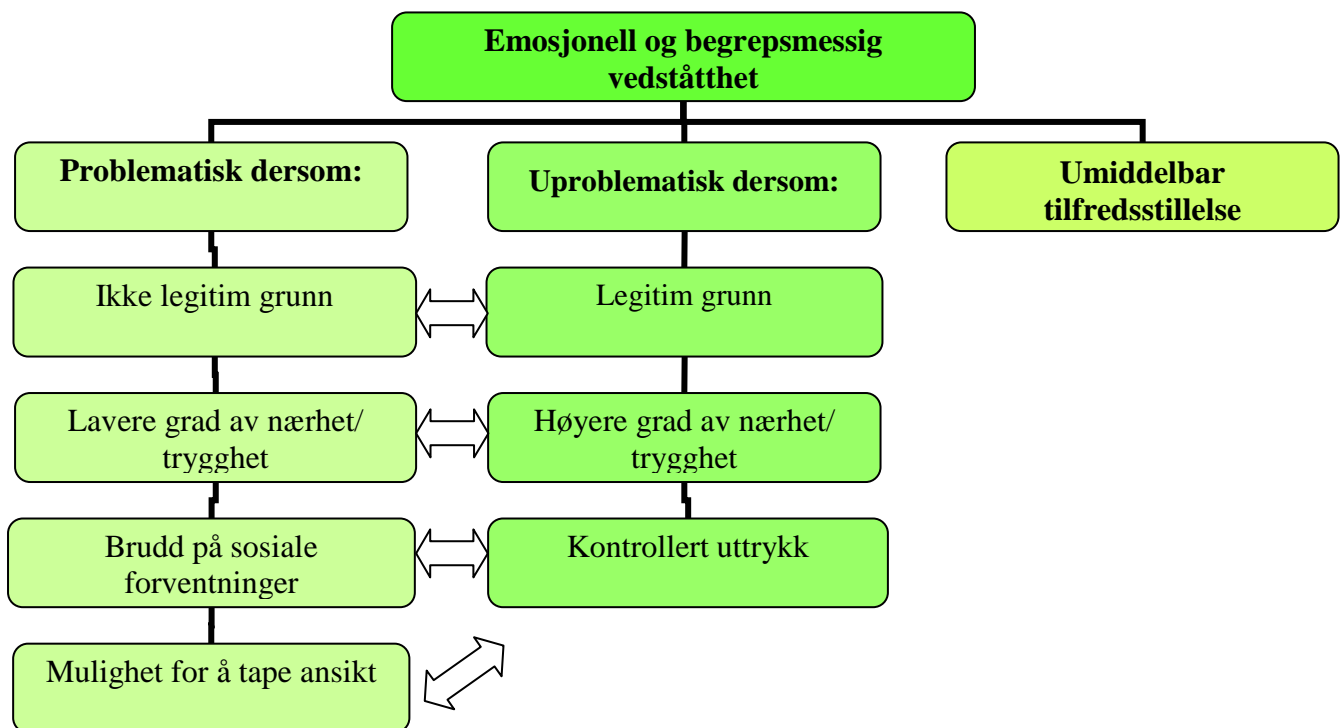 Emosjonell og begrepsmessig
vedståtthet
Problematisk dersom:
Uproblematisk dersom:
Umiddelbar
tilfredsstillelse
Ikke legitim grunn
Legitim grunn
Lavere grad av nærhet/
trygghet
Høyere grad av nærhet/
trygghet
Brudd på sosiale
forventninger
Kontrollert uttrykk
Mulighet for å tape ansikt